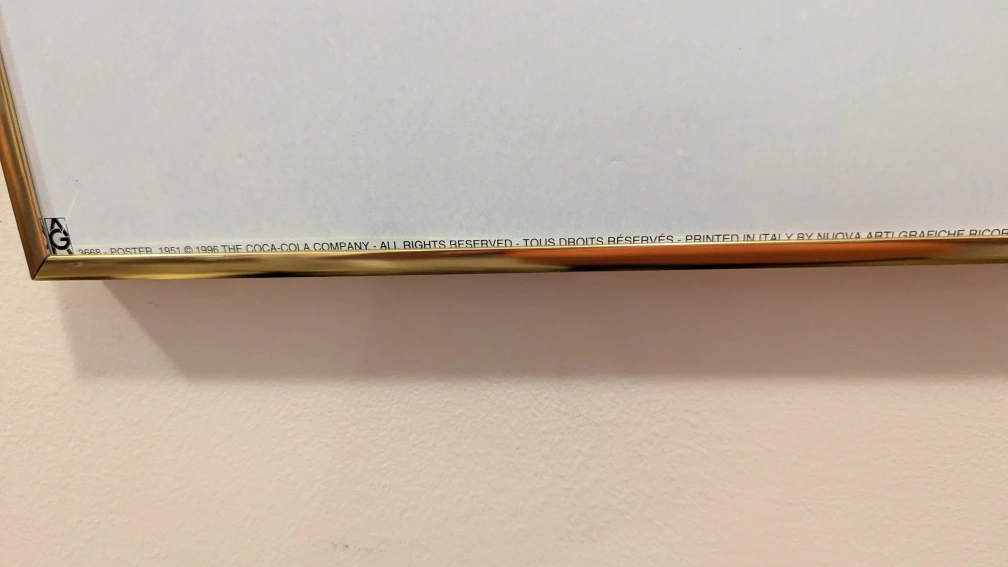 AG
3668 - POSTER, 1951 © 1996 THE COCA-COLA COMPANY - ALL RIGHTS RESERVED - TOUS DROITS RÉSERVÉS - PRINTED IN ITALY BY NUOVA ARTI GRAFICHE RICOR